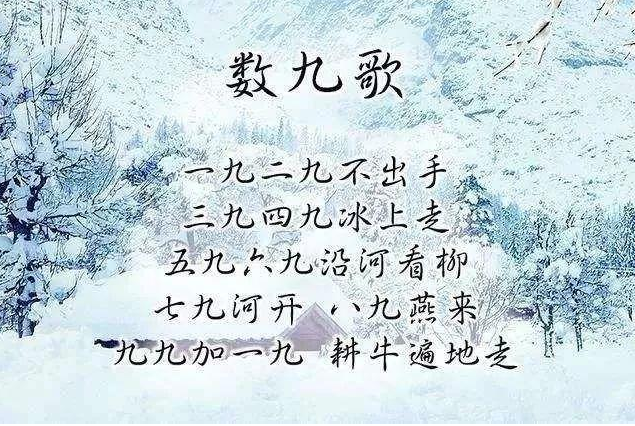 数九歌
一九二九不出手
三九四九冰上走
五九六九沿河看柳
七九河开 八九燕来
九九加一九 耕牛遍地走